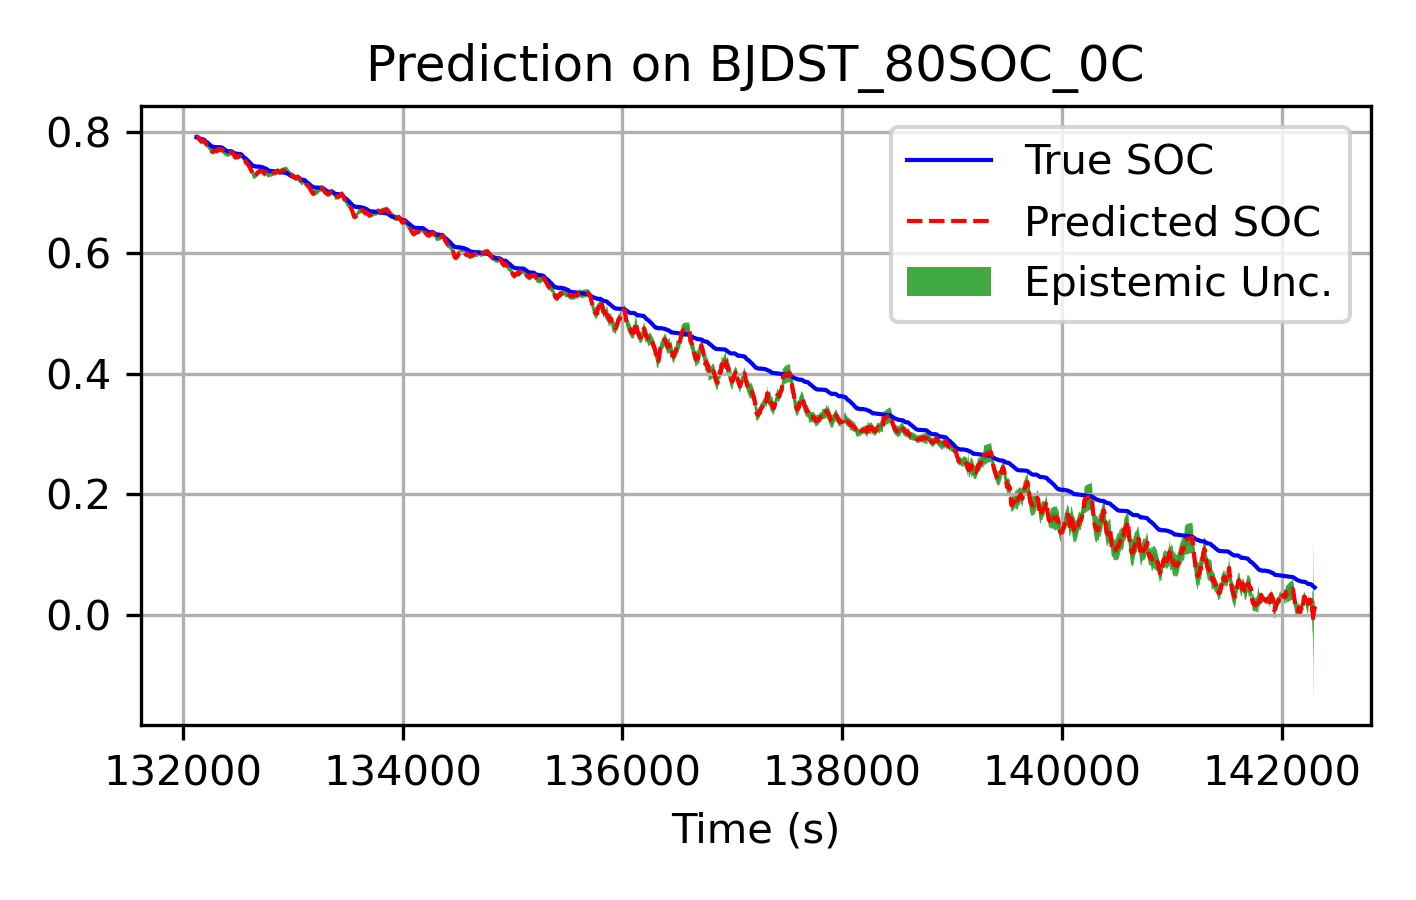 Prediction on BJDST_80SOC_0C
True SOC
Predicted SOC
Epistemic Unc.
0.8
0.6
0.4
0.2
0.0
132000 134000 136000 138000 140000 142000
Time (s)